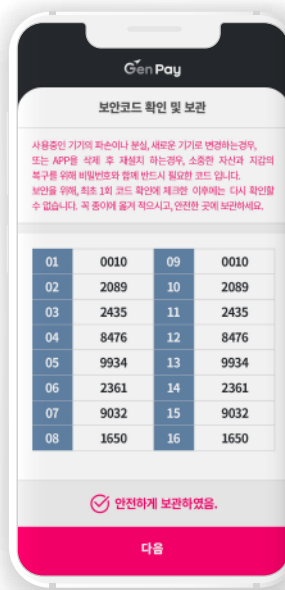 Gen Pay
보안코드 확인 및 보관
사용중인 기기의 파손이나 분실, 새로운 기기로 변경하는경우,
또는 APP을 삭제 후 재설치 하는경우, 소중한 자산과 지갑의
복구를 위해 비밀번호와 함께 반드시 필요한 코드 입니다.
보안을 위해, 최초 1회 코드 확인에 체크한 이후에는 다시 확인할
수 없습니다. 꼭 종이에 옮겨 적으시고, 안전한 곳에 보관하세요.
01 0010 09 0010
02 2089 10 2089
03 2435 11 2435
04 8476 12 8476
05 9934 13 9934
06 2361 14 2361
07 9032 15 9032
08 1650 16 1650
안전하게 보관하였음.
다음